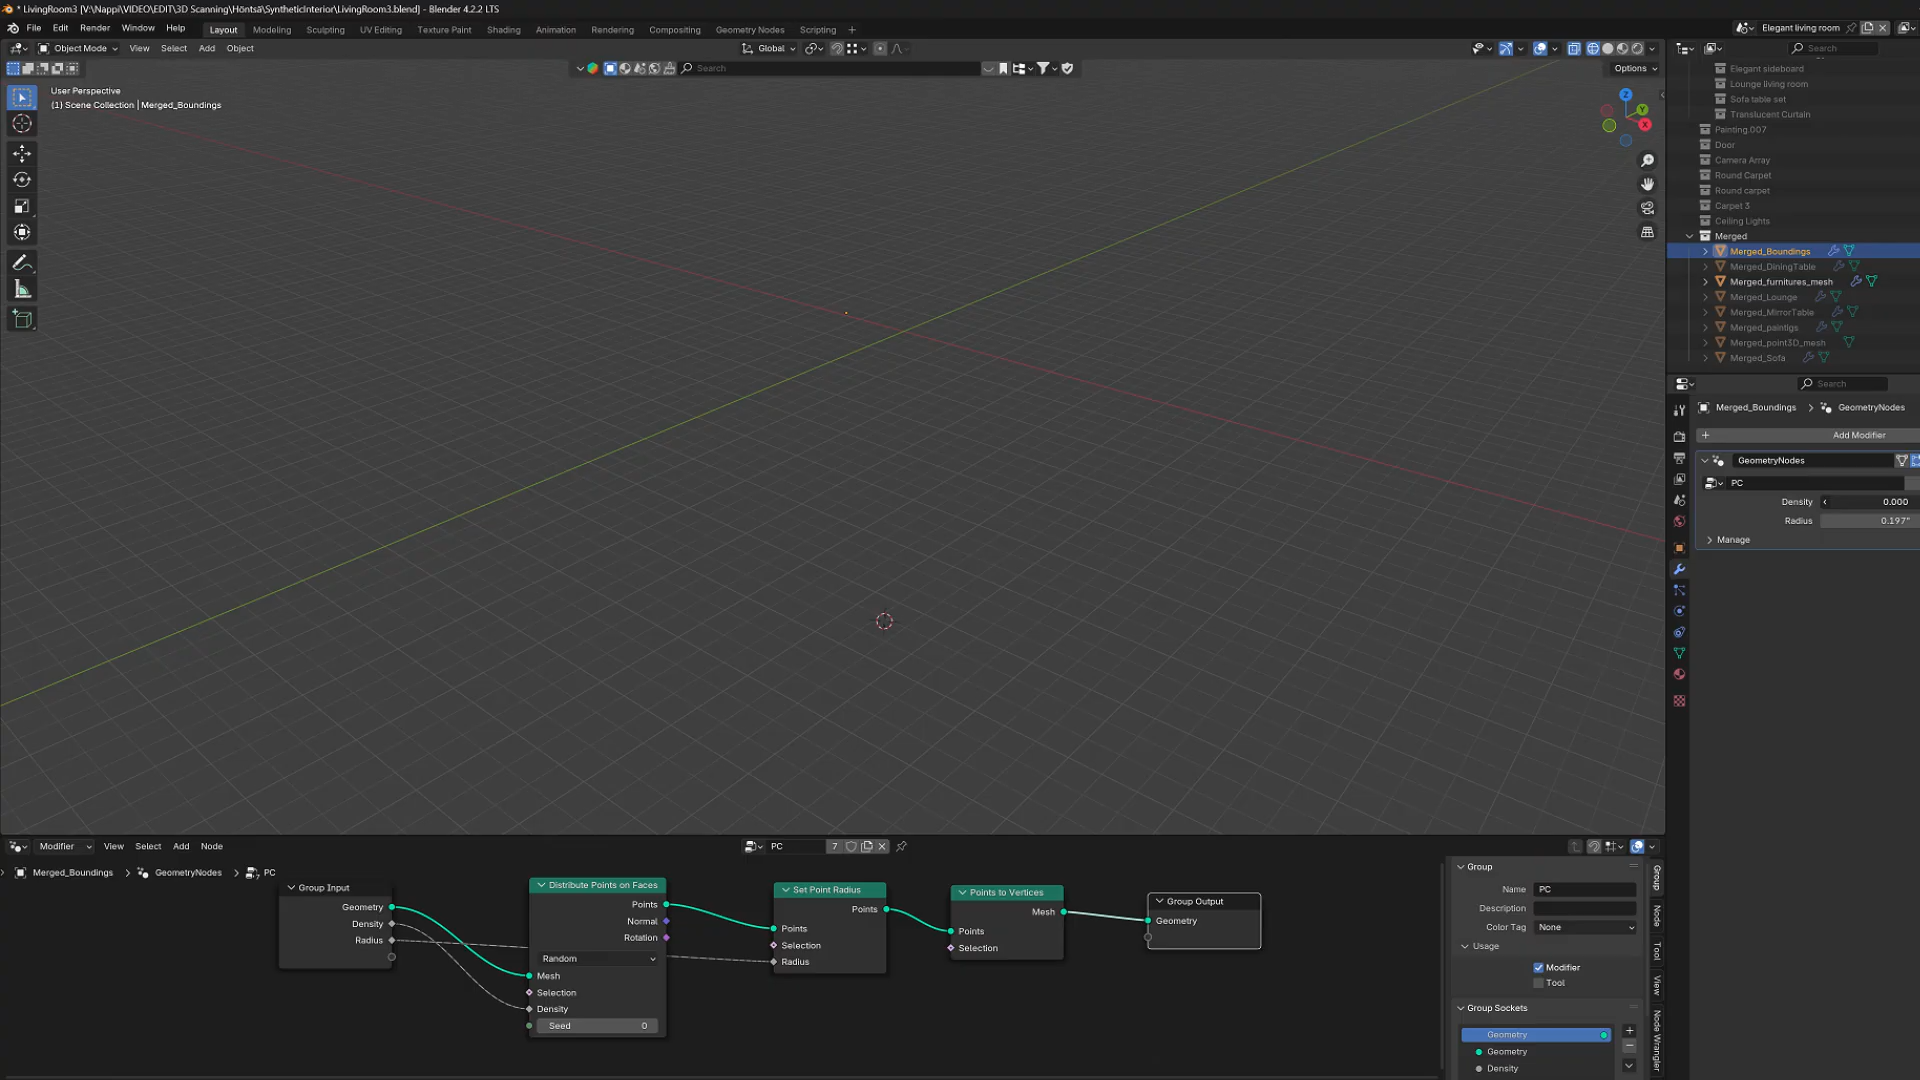 * LivingRoom3 [V:\Nappi\VIDEO\EDIT\3D Scanning\Höntsä\SyntheticInterior\LivingRoom3.blend] - Blender 4.2.2 LTS
File Edit Render Window Help Layout Modeling Sculpting UV Editing Texture Paint Shading Animation Rendering Compositing Geometry Nodes Scripting + Elegant living room
Object Mode View Select Add Object Global Search
Search Options
User Perspective
(1) Scene Collection | Merged_Boundings
Z
Y
X
Elegant sideboard
Lounge living room
Sofa table set
Translucent Curtain
Painting.007
Door
Camera Array
Round Carpet
Round carpet
Carpet 3
Ceiling Lights
Merged
Merged_Boundings
Merged_DiningTable
Merged_furnitures_mesh
Merged_Lounge
Merged_MirrorTable
Merged_paintigs
Merged_point3D_mesh
Merged_Sofa
Search
Merged_Boundings > GeometryNodes
+ Add Modifier
GeometryNodes
PC
Density 0.000
Radius 0.197"
Manage
Modifier View Select Add Node PC 7
Merged_Boundings > GeometryNodes > PC
Group Input
Geometry
Density
Radius
Distribute Points on Faces
Points
Normal
Rotation
Random
Mesh
Selection
Density
Seed 0
Set Point Radius
Points
Points
Selection
Radius
Points to Vertices
Mesh
Points
Selection
Group Output
Geometry
Group
Name PC
Description
Color Tag None
Usage
Modifier
Tool
Group Sockets
Geometry
Geometry
Density
Group
Node
Tool
View
Node Wrangler